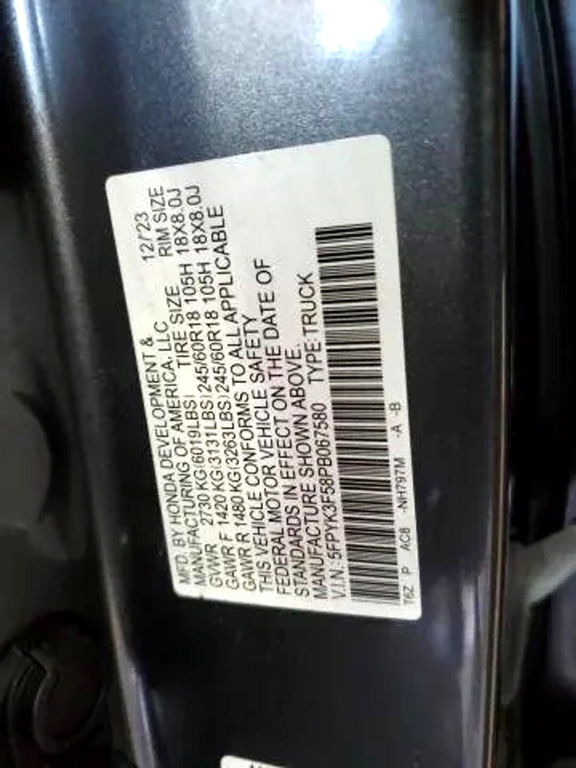 MFD. BY HONDA DEVELOPMENT & 12/'23
MANUFACTURING OF AMERICA, LLC TIRE SIZE RIM SIZE
GVWR 2730 KG(6019LBS)
GAWR F 1420 KG(3131LBS) 245/60R18 105H 18X8.0J
GAWR R 1480 KG(3263LBS) 245/60R18 105H 18X8.0J
THIS VEHICLE CONFORMS TO ALL APPLICABLE
FEDERAL MOTOR VEHICLE SAFETY
STANDARDS IN EFFECT ON THE DATE OF
MANUFACTURE SHOWN ABOVE.
V.I.N.: 5FPYK3F58PB067580 TYPE: TRUCK
T6Z P AC8 -NH797M -A -B